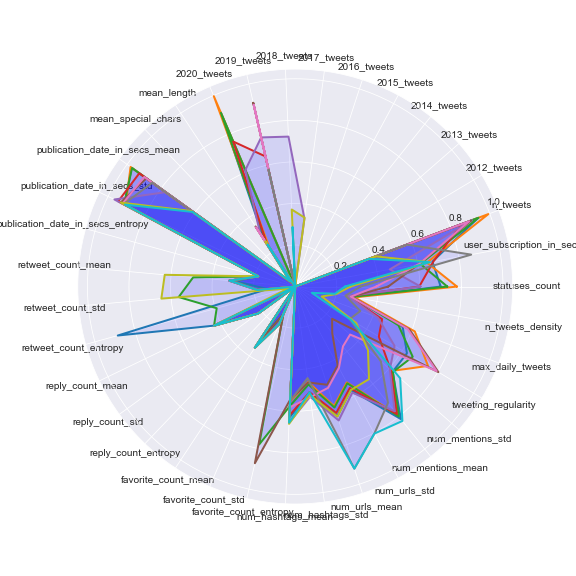 2018_tweets
2017_tweets
2019_tweets
2016_tweets
2020_tweets
2015_tweets
mean_length
2014_tweets
mean_special_chars
2013_tweets
publication_date_in_secs_mean
2012_tweets
publication_date_in_secs_std
1.0
n_tweets
0.8
publication_date_in_secs_entropy
0.6
user_subscription_in_sec
0.4
retweet_count_mean
0.2
statuses_count
retweet_count_std
n_tweets_density
retweet_count_entropy
max_daily_tweets
reply_count_mean
tweeting_regularity
reply_count_std
num_mentions_std
reply_count_entropy
num_mentions_mean
favorite_count_mean
num_urls_std
favorite_count_std
num_urls_mean
favorite_count_entropy
num_hashtags_std
num_hashtags_mean